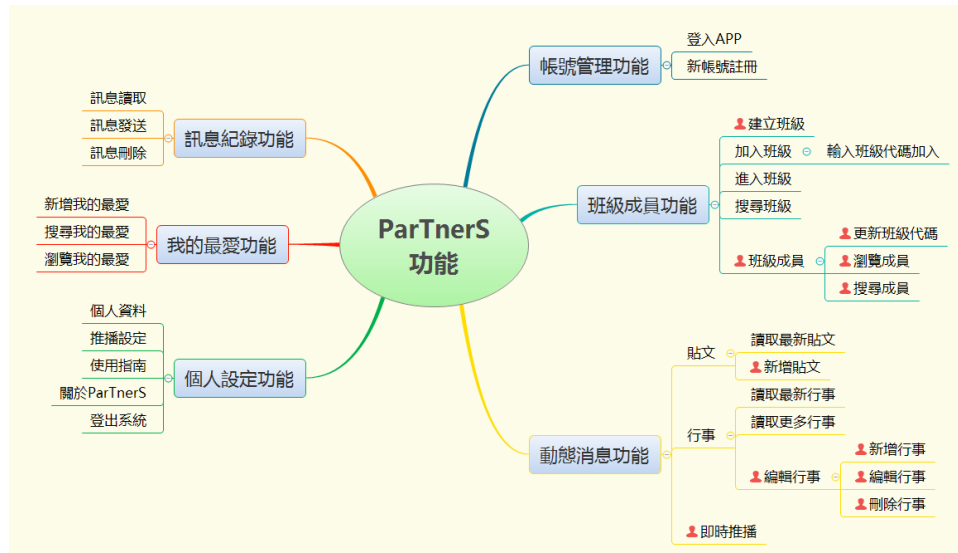 ParTnerS
功能
帳號管理功能
登入APP
新帳號註冊
班級成員功能
建立班級
加入班級
輸入班級代碼加入
進入班級
搜尋班級
班級成員
更新班級代碼
瀏覽成員
搜尋成員
動態消息功能
貼文
讀取最新貼文
新增貼文
行事
讀取最新行事
讀取更多行事
編輯行事
新增行事
編輯行事
刪除行事
即時推播
訊息紀錄功能
訊息讀取
訊息發送
訊息刪除
我的最愛功能
新增我的最愛
搜尋我的最愛
瀏覽我的最愛
個人設定功能
個人資料
推播設定
使用指南
關於ParTnerS
登出系統